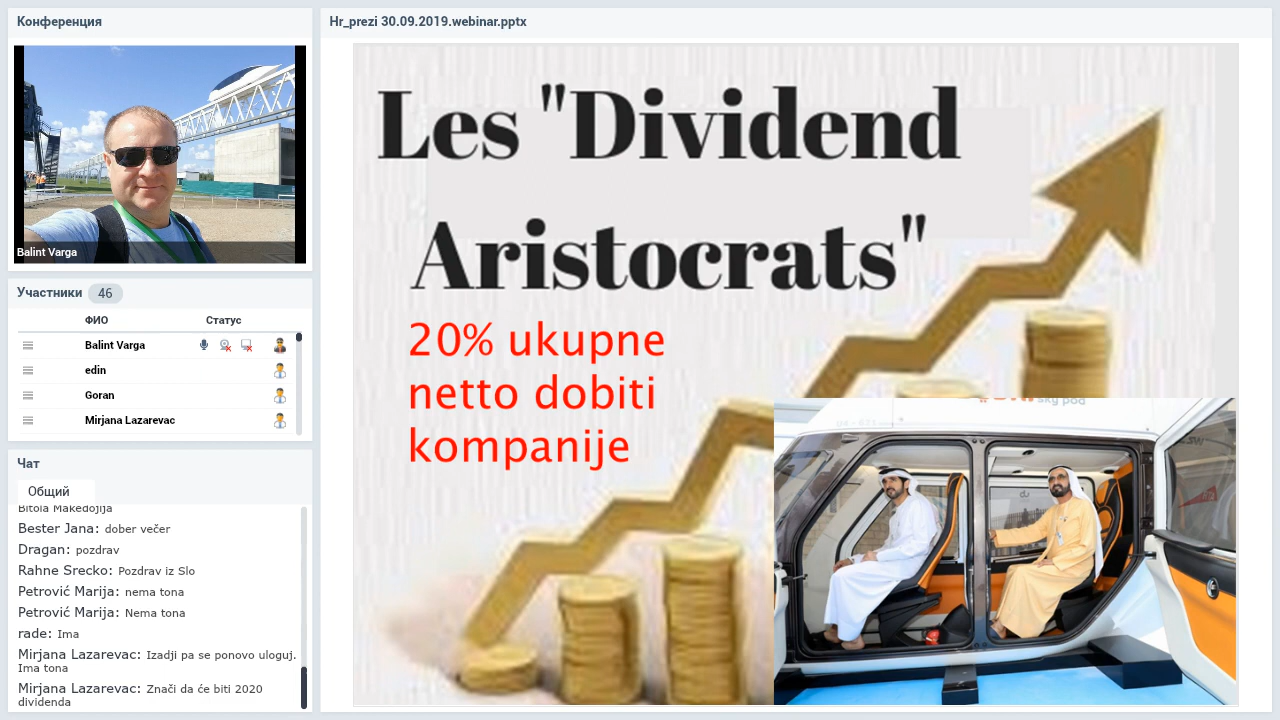 Конференция
Balint Varga
Участники 46
ФИО Статус
Balint Varga
edin
Goran
Mirjana Lazarevac
Чат
Общий
Bitola Makedojija
Bester Jana: dober večer
Dragan: pozdrav
Rahne Srecko: Pozdrav iz Slo
Petrović Marija: nema tona
Petrović Marija: Nema tona
rade: Ima
Mirjana Lazarevac: Izadji pa se ponovo uloguj.
Ima tona
Mirjana Lazarevac: Znači da će biti 2020-
dividenda
Hr_prezi 30.09.2019.webinar.pptx
Les "Dividend
Aristocrats"
20% ukupne
netto dobiti
kompanije
sky pod